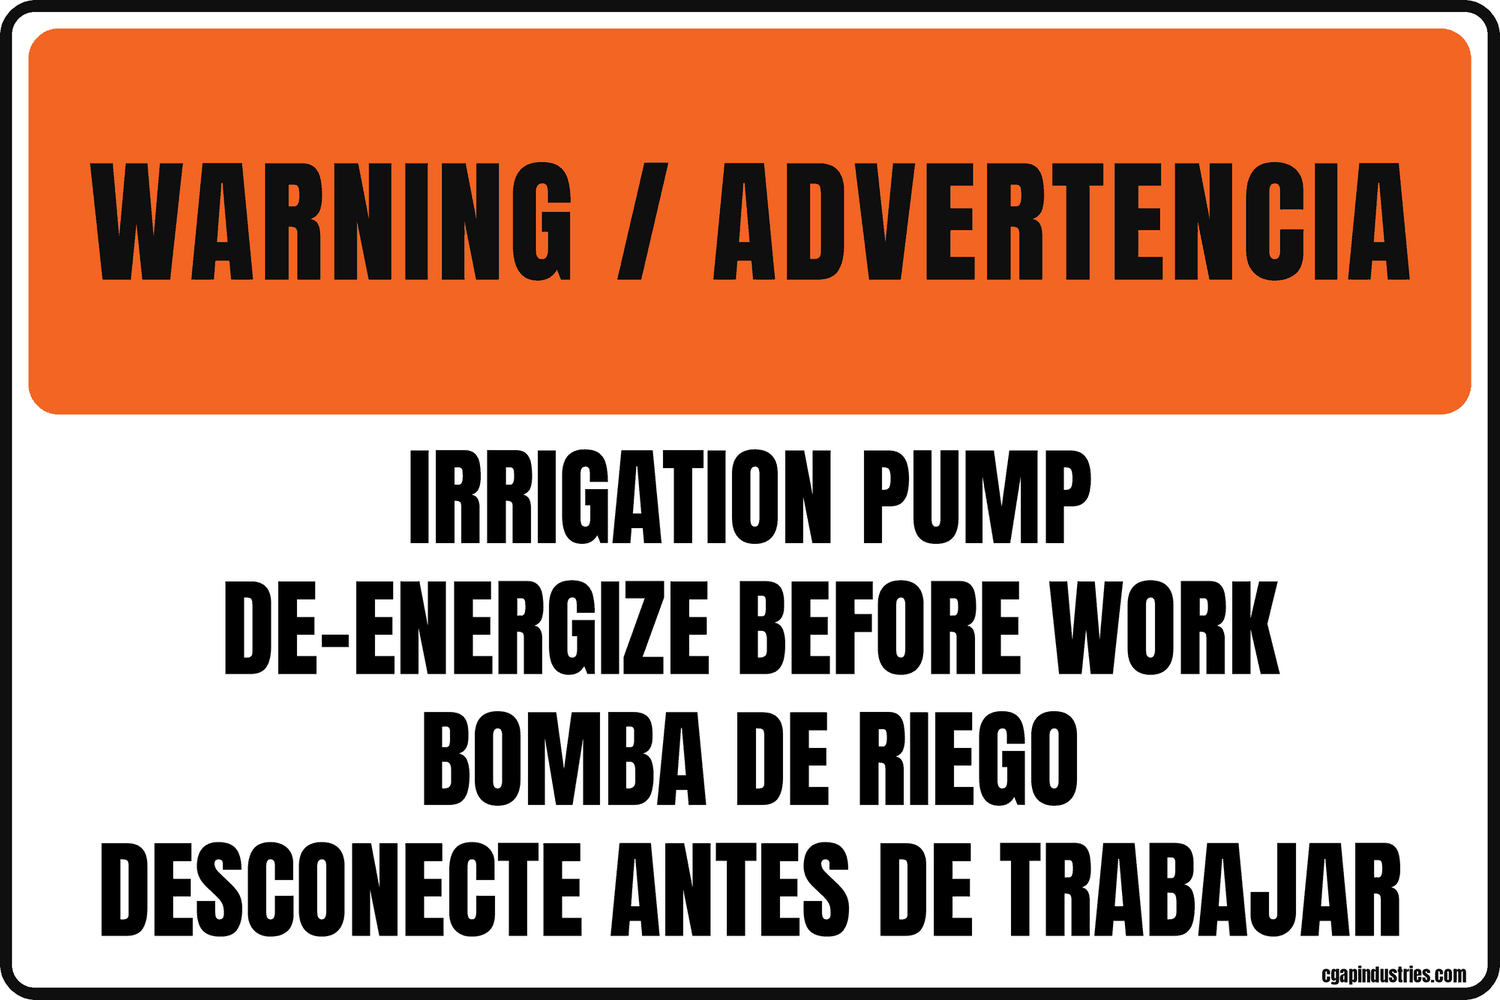 WARNING / ADVERTENCIA
IRRIGATION PUMP
DE-ENERGIZE BEFORE WORK
BOMBA DE RIEGO
DESCONECTE ANTES DE TRABAJAR
cgapindustries.com